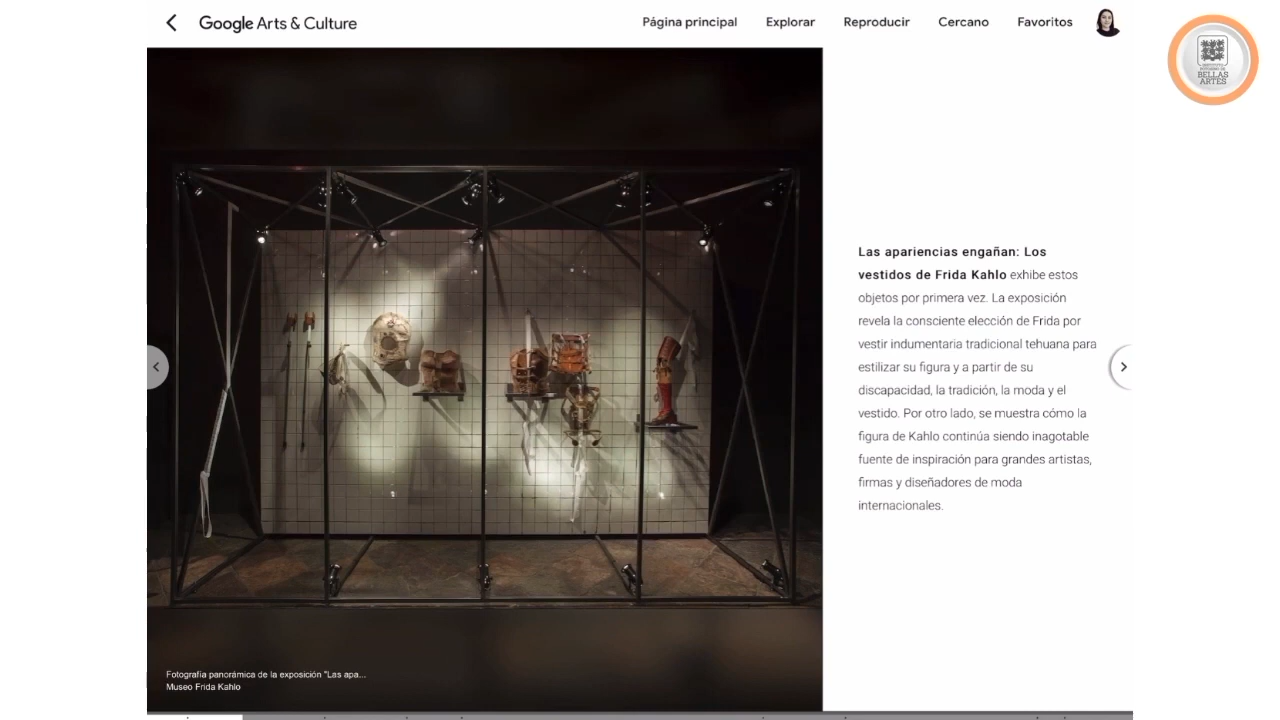 Google Arts & Culture
Página principal
Explorar
Reproducir
Cercano
Favoritos
BELLAS
ARTES
Las apariencias engañan: Los
vestidos de Frida Kahlo exhibe estos
objetos por primera vez. La exposición
revela la consciente elección de Frida por
vestir indumentaria tradicional tehuana para
estilizar su figura y a partir de su
discapacidad, la tradición, la moda y el
vestido. Por otro lado, se muestra cómo la
figura de Kahlo continúa siendo inagotable
fuente de inspiración para grandes artistas,
firmas y diseñadores de moda
internacionales.
Fotografía panorámica de la exposición "Las apa...
Museo Frida Kahlo